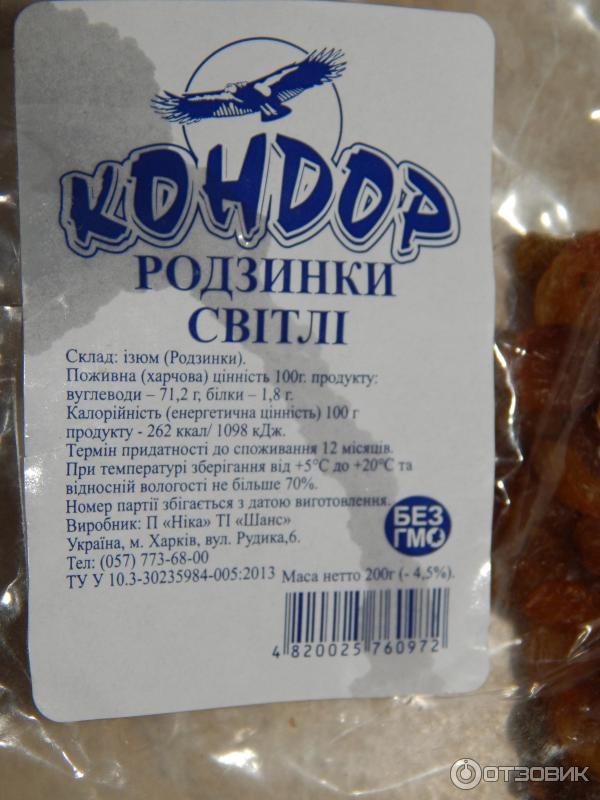 КОНДОР
РОДЗИНКИ
СВІТЛІ
Склад: ізюм (Родзинки).
Поживна (харчова) цінність 100г. продукту:
вуглеводи – 71,2 г, білки – 1,8 г.
Калорійність (енергетична цінність) 100 г
продукту - 262 ккал/ 1098 кДж.
Термін придатності до споживання 12 місяців.
При температурі зберігання від +5°С до +20°С та
відносній вологості не більше 70%.
Номер партії збігається з датою виготовлення.
Виробник: П «Ніка» ТІ «Шанс»
Україна, м. Харків, вул. Рудика,6.
Тел: (057) 773-68-00
ТУ У 10.3-30235984-005:2013
Маса нетто 200г (- 4,5%).
БЕЗ
ГМО
4 820025 760972
ОТЗОВИК